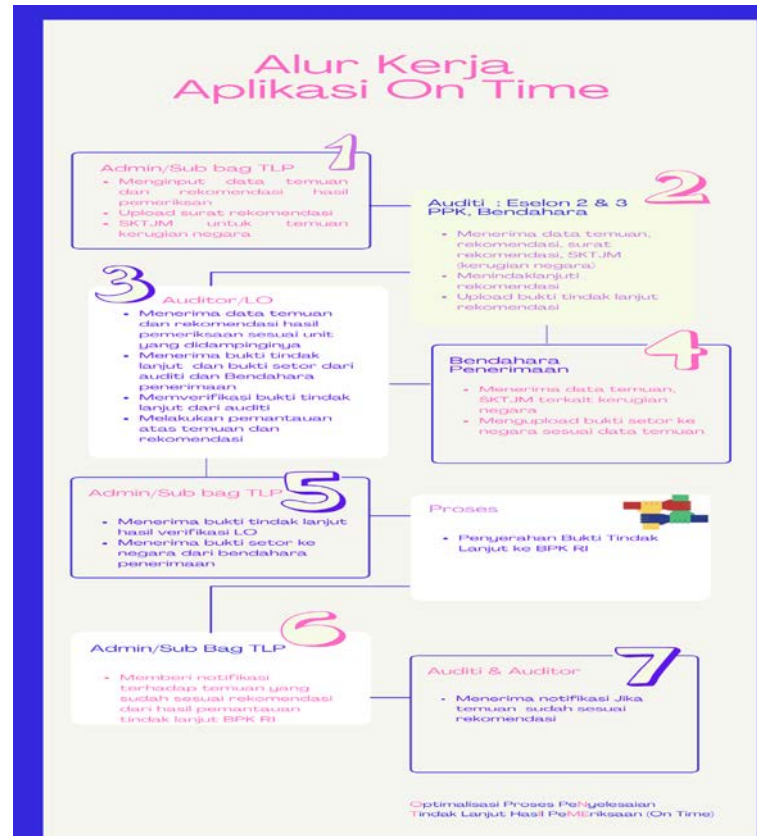 Alur Kerja
Aplikasi On Time
1
Admin/Sub bag TLP
• Menginput data temuan
dan rekomendasi hasil
pemeriksan
• Upload surat rekomendasi
• SKTJM untuk temuan
kerugian negara
2
Auditi : Eselon 2 & 3
PPK, Bendahara
• Menerima data temuan,
rekomendasi, surat
rekomendasi, SKTJM
(kerugian negara)
• Menindaklanjuti
rekomendasi
• Upload bukti tindak lanjut
rekomendasi
3
Auditor/LO
• Menerima data temuan
dan rekomendasi hasil
pemeriksaan sesuai unit
yang didampinginya
• Menerima bukti tindak
lanjut dan bukti setor dari
auditi dan Bendahara
penerimaan
• Memverifikasi bukti tindak
lanjut dari auditi
• Melakukan pemantauan
atas temuan dan
rekomendasi
4
Bendahara
Penerimaan
• Menerima data temuan,
SKTJM terkait kerugian
negara
• Mengupload bukti setor ke
negara sesuai data temuan
5
Admin/Sub bag TLP
• Menerima bukti tindak lanjut
hasil verifikasi LO
• Menerima bukti setor ke
negara dari bendahara
penerimaan
Proses
• Penyerahan Bukti Tindak
Lanjut ke BPK RI
6
Admin/Sub Bag TLP
• Memberi notifikasi
terhadap temuan yang
sudah sesuai rekomendasi
dari hasil pemantauan
tindak lanjut BPK RI
7
Auditi & Auditor
• Menerima notifikasi Jika
temuan sudah sesuai
rekomendasi
Optimalisasi Proses PeNyelesaian
Tindak Lanjut HasIl PeMEriksaan (On Time)